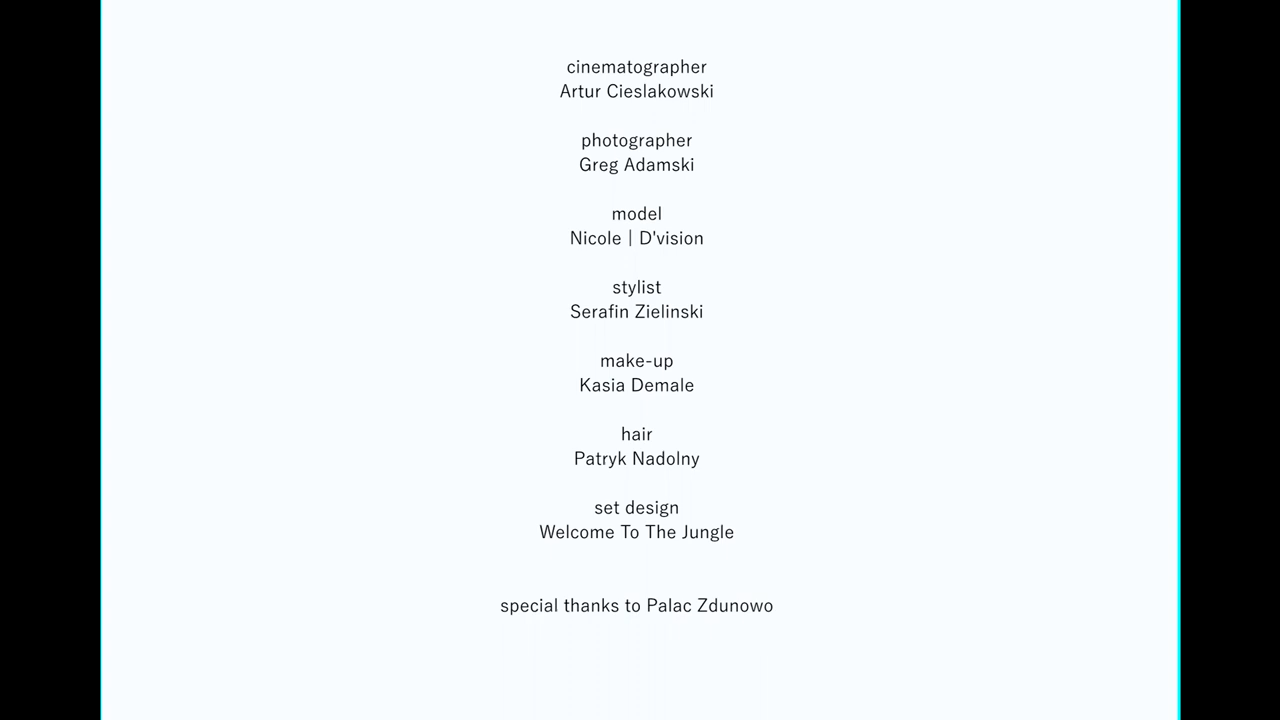 cinematographer
Artur Cieslakowski
photographer
Greg Adamski
model
Nicole | D'vision
stylist
Serafin Zielinski
make-up
Kasia Demale
hair
Patryk Nadolny
set design
Welcome To The Jungle
special thanks to Palac Zdunowo